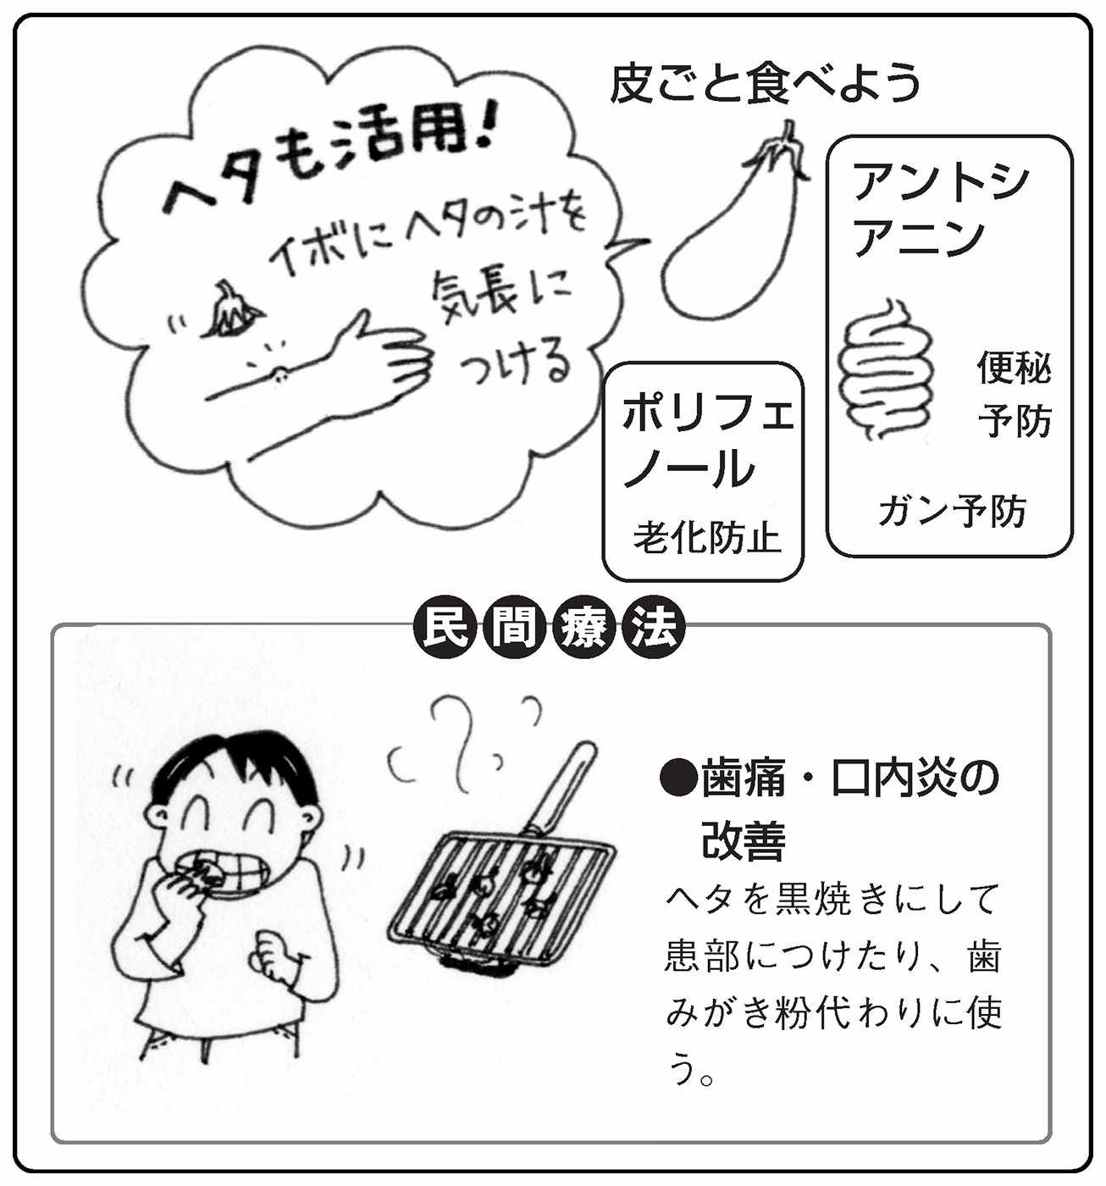 皮ごと食べよう
ヘタも活用!
イボにヘタの汁を
気長に
つける
アントシ
アニン
便秘
予防
ガン予防
ポリフェ
ノール
老化防止
民間療法
●歯痛・口内炎の
改善
ヘタを黒焼きにして
患部につけたり、歯
みがき粉代わりに使
う。